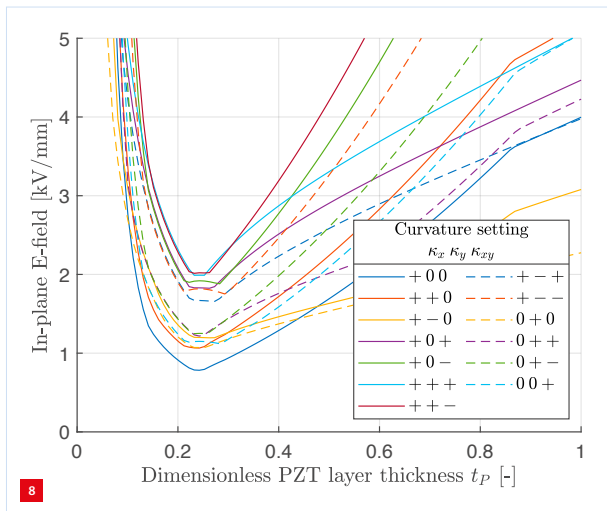 5
4
3
2
1
0
In-plane E-field [kV/mm]
0 0.2 0.4 0.6 0.8 1
Dimensionless PZT layer thickness t_P [-]
Curvature setting
κ_x κ_y κ_xy
+ 0 0 + − +
+ + 0 + − −
+ − 0 0 + 0
+ 0 + 0 + +
+ 0 − 0 + −
+ + + 0 0 +
+ + −
8